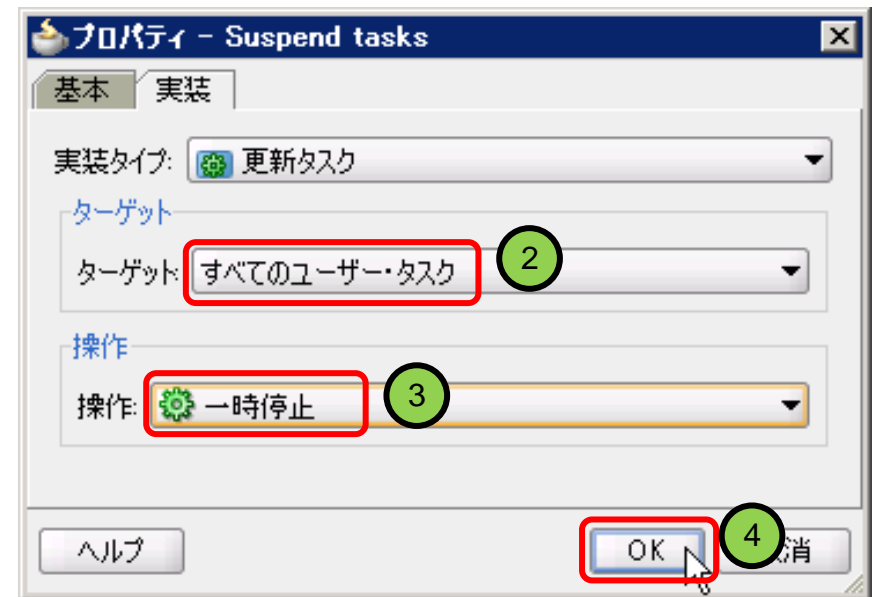 プロパティ - Suspend tasks
基本 実装
実装タイプ: 更新タスク
ターゲット
ターゲット: すべてのユーザー・タスク 2
操作
操作: 一時停止 3
ヘルプ OK 4 消